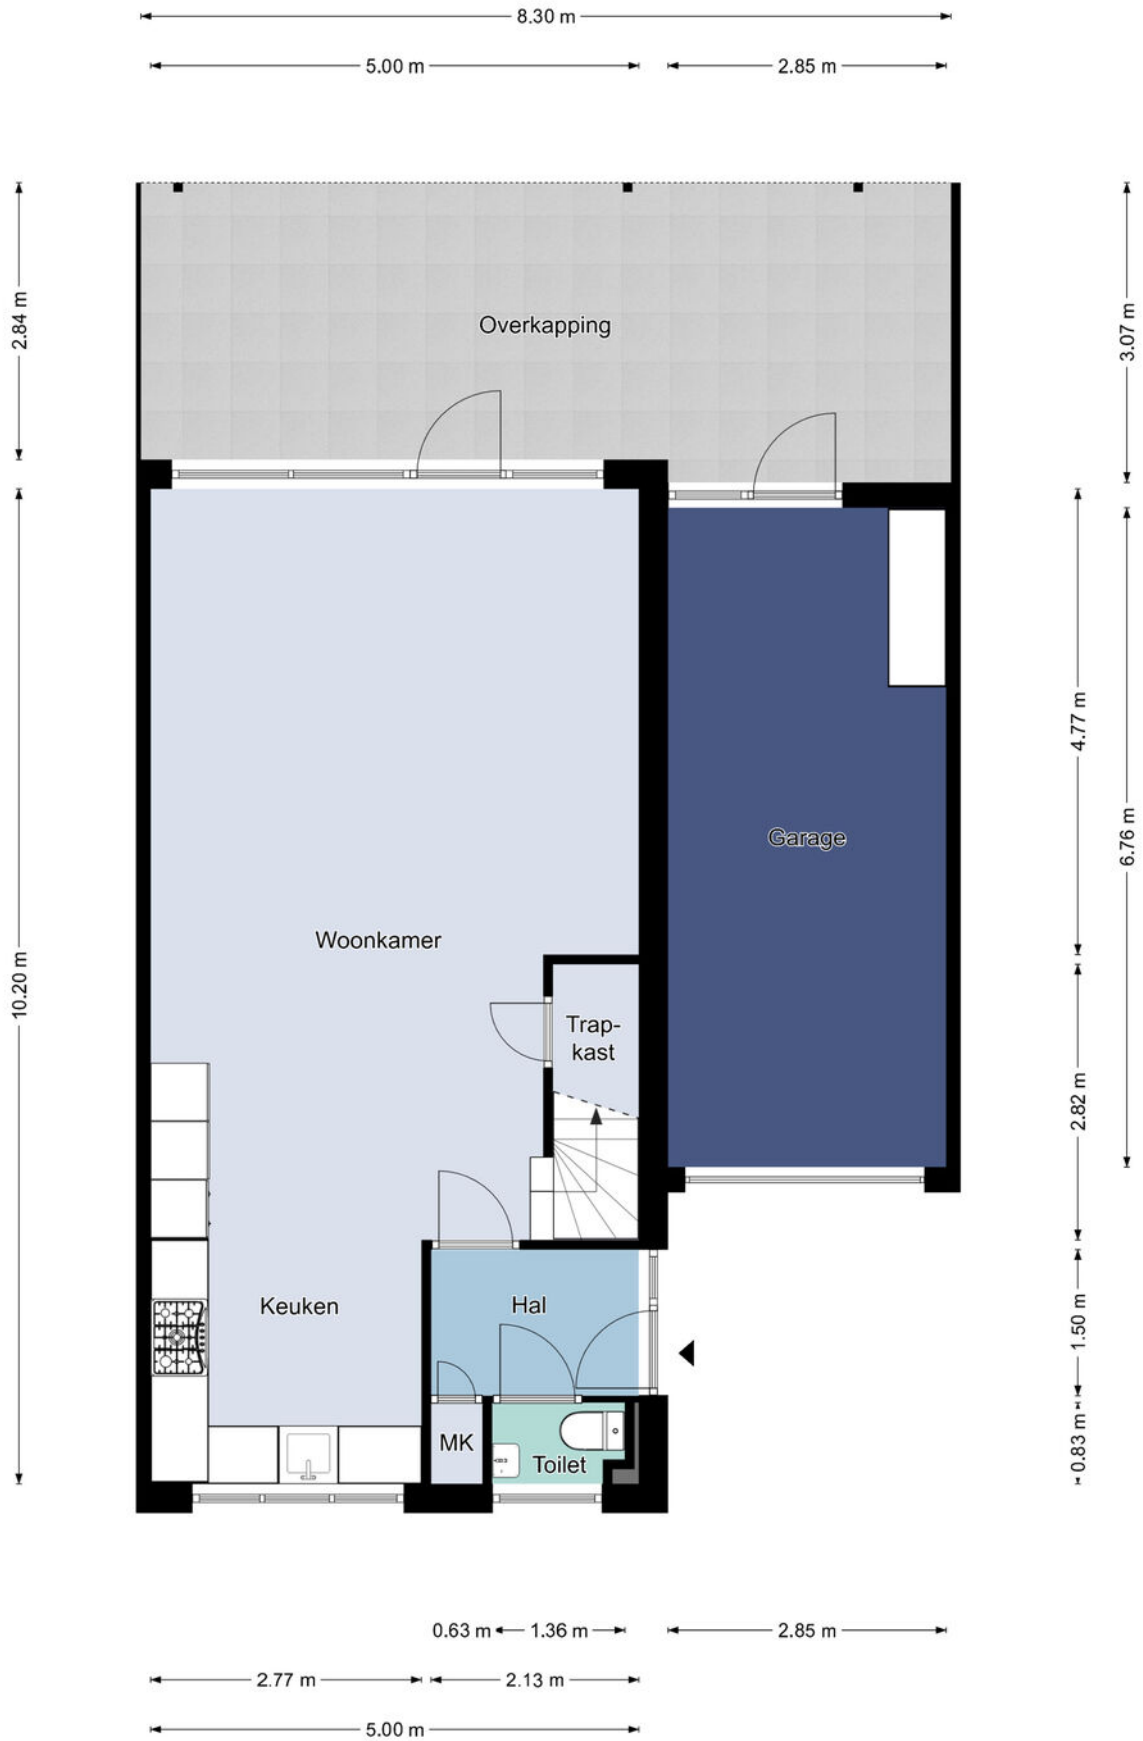 8.30 m
5.00 m
2.85 m
2.84 m
3.07 m
Overkapping
4.77 m
6.76 m
Garage
Woonkamer
10.20 m
Trap-
kast
2.82 m
Keuken
Hal
1.50 m
MK
Toilet
0.83 m
0.63 m
1.36 m
2.85 m
2.77 m
2.13 m
5.00 m